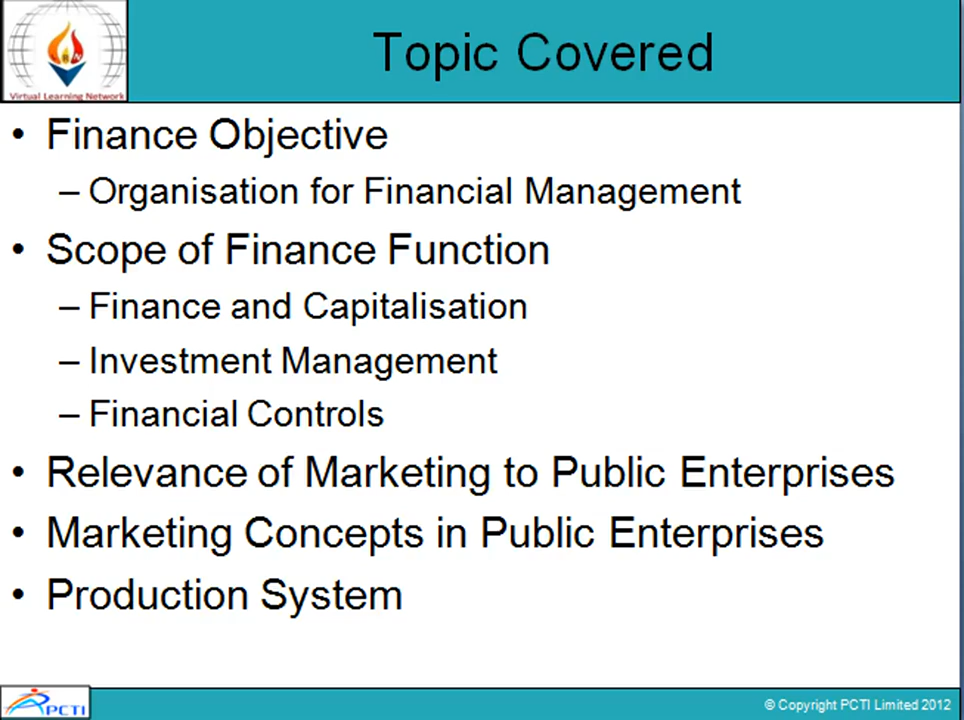 Topic Covered
Virtual Learning Network
• Finance Objective
– Organisation for Financial Management
• Scope of Finance Function
– Finance and Capitalisation
– Investment Management
– Financial Controls
• Relevance of Marketing to Public Enterprises
• Marketing Concepts in Public Enterprises
• Production System
PCTI
© Copyright PCTI Limited 2012